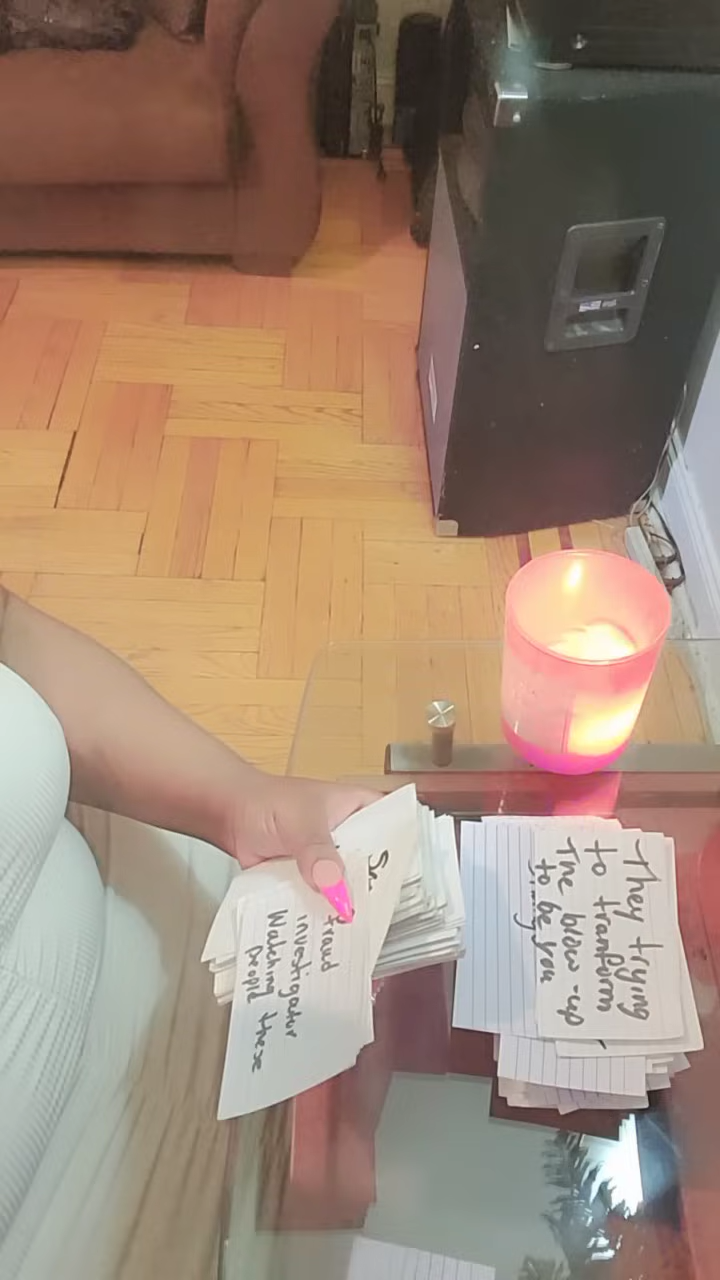 They trying
to tranform
The blow-up
to be you
fraud
investigator
Watching
people these